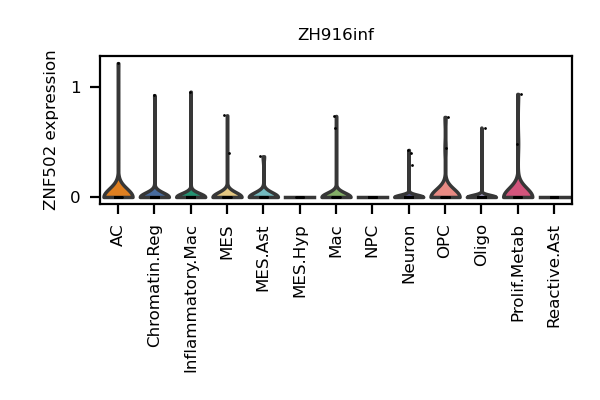 ZH916inf
ZNF502 expression
1
0
AC
Chromatin.Reg
Inflammatory.Mac
MES
MES.Ast
MES.Hyp
Mac
NPC
Neuron
OPC
Oligo
Prolif.Metab
Reactive.Ast